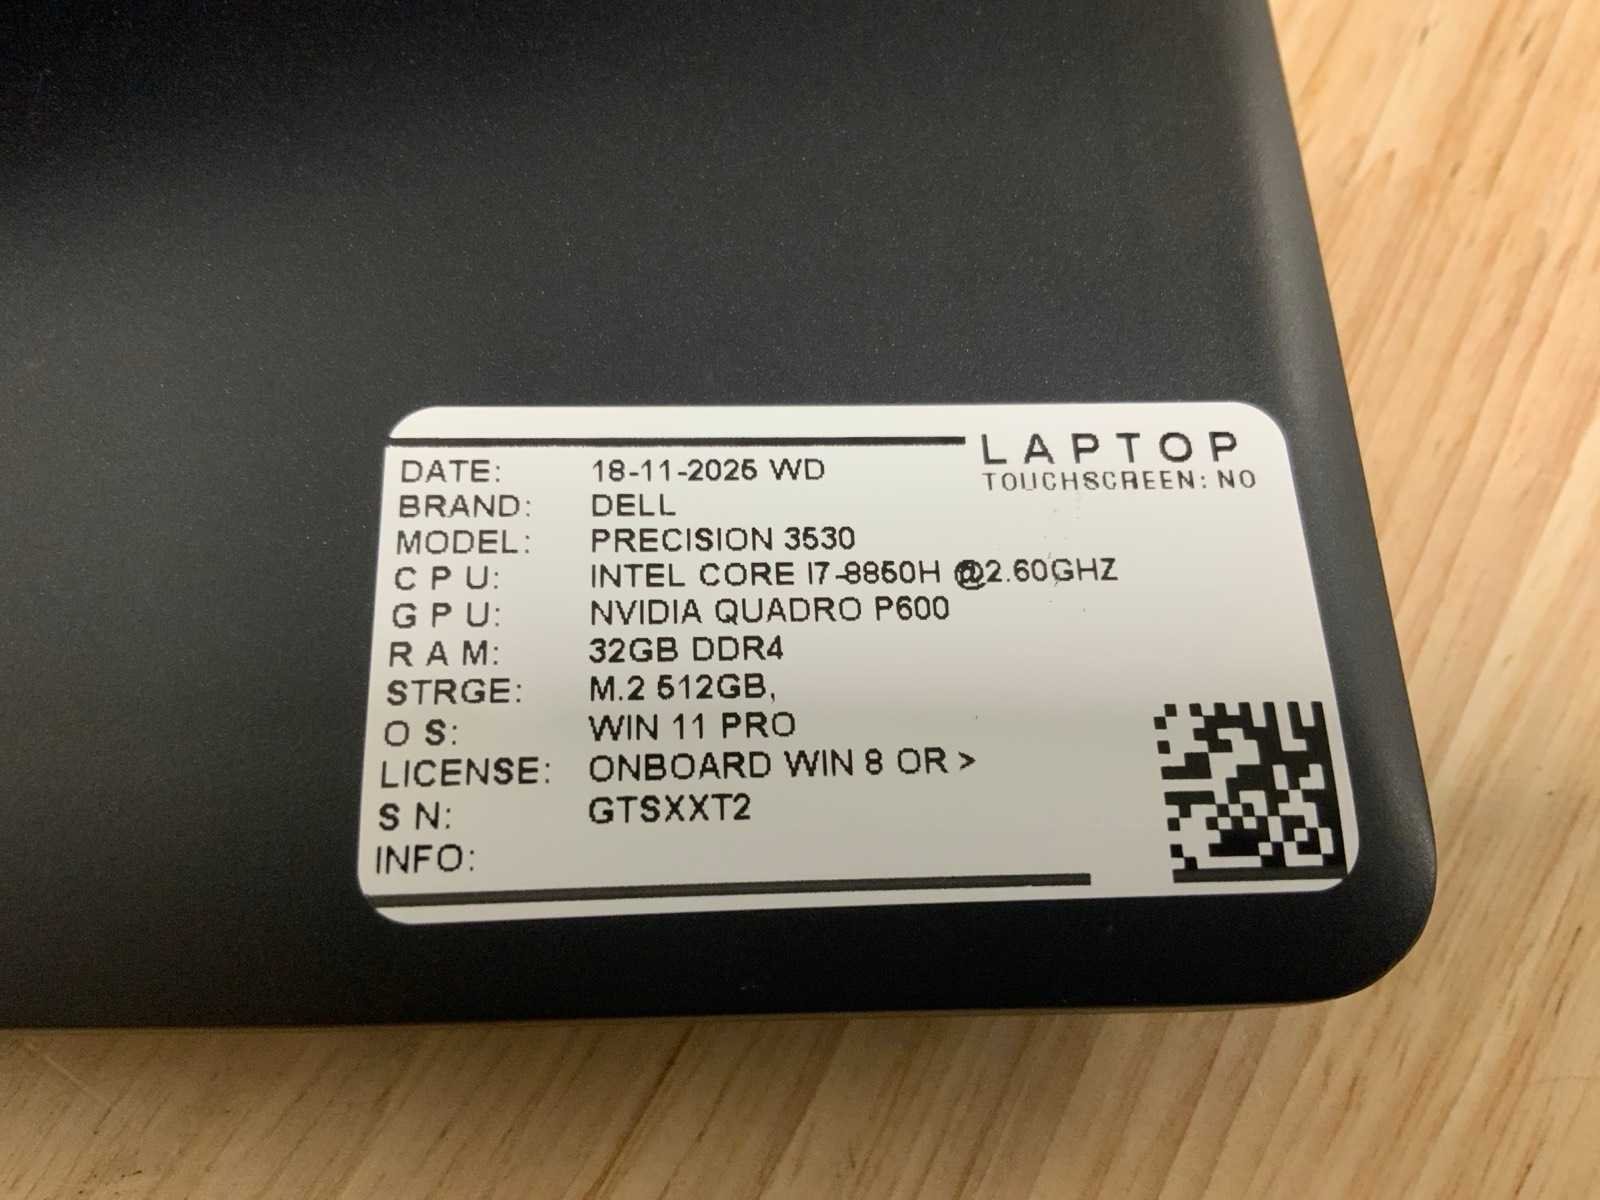 LAPTOP
TOUCHSCREEN: NO
DATE: 18-11-2025 WD
BRAND: DELL
MODEL: PRECISION 3530
C P U: INTEL CORE I7-8850H @2.60GHZ
G P U: NVIDIA QUADRO P600
R A M: 32GB DDR4
STRGE: M.2 512GB,
O S: WIN 11 PRO
LICENSE: ONBOARD WIN 8 OR >
S N: GTSXXT2
INFO: